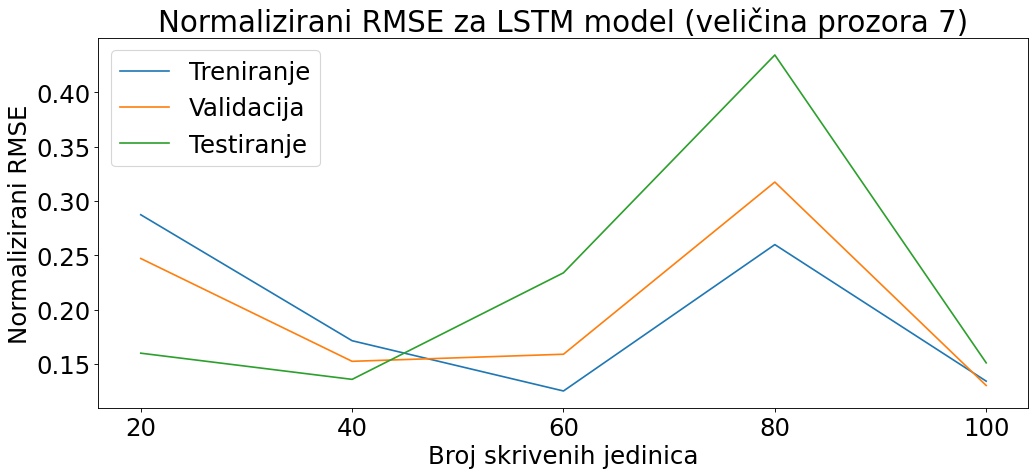 Normalizirani RMSE za LSTM model (veličina prozora 7)
Treniranje
Validacija
Testiranje
Normalizirani RMSE
0.40
0.35
0.30
0.25
0.20
0.15
20 40 60 80 100
Broj skrivenih jedinica